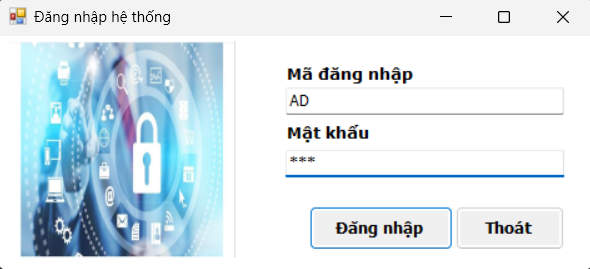 Đăng nhập hệ thống
Mã đăng nhập
AD
Mật khẩu
***
Đăng nhập
Thoát